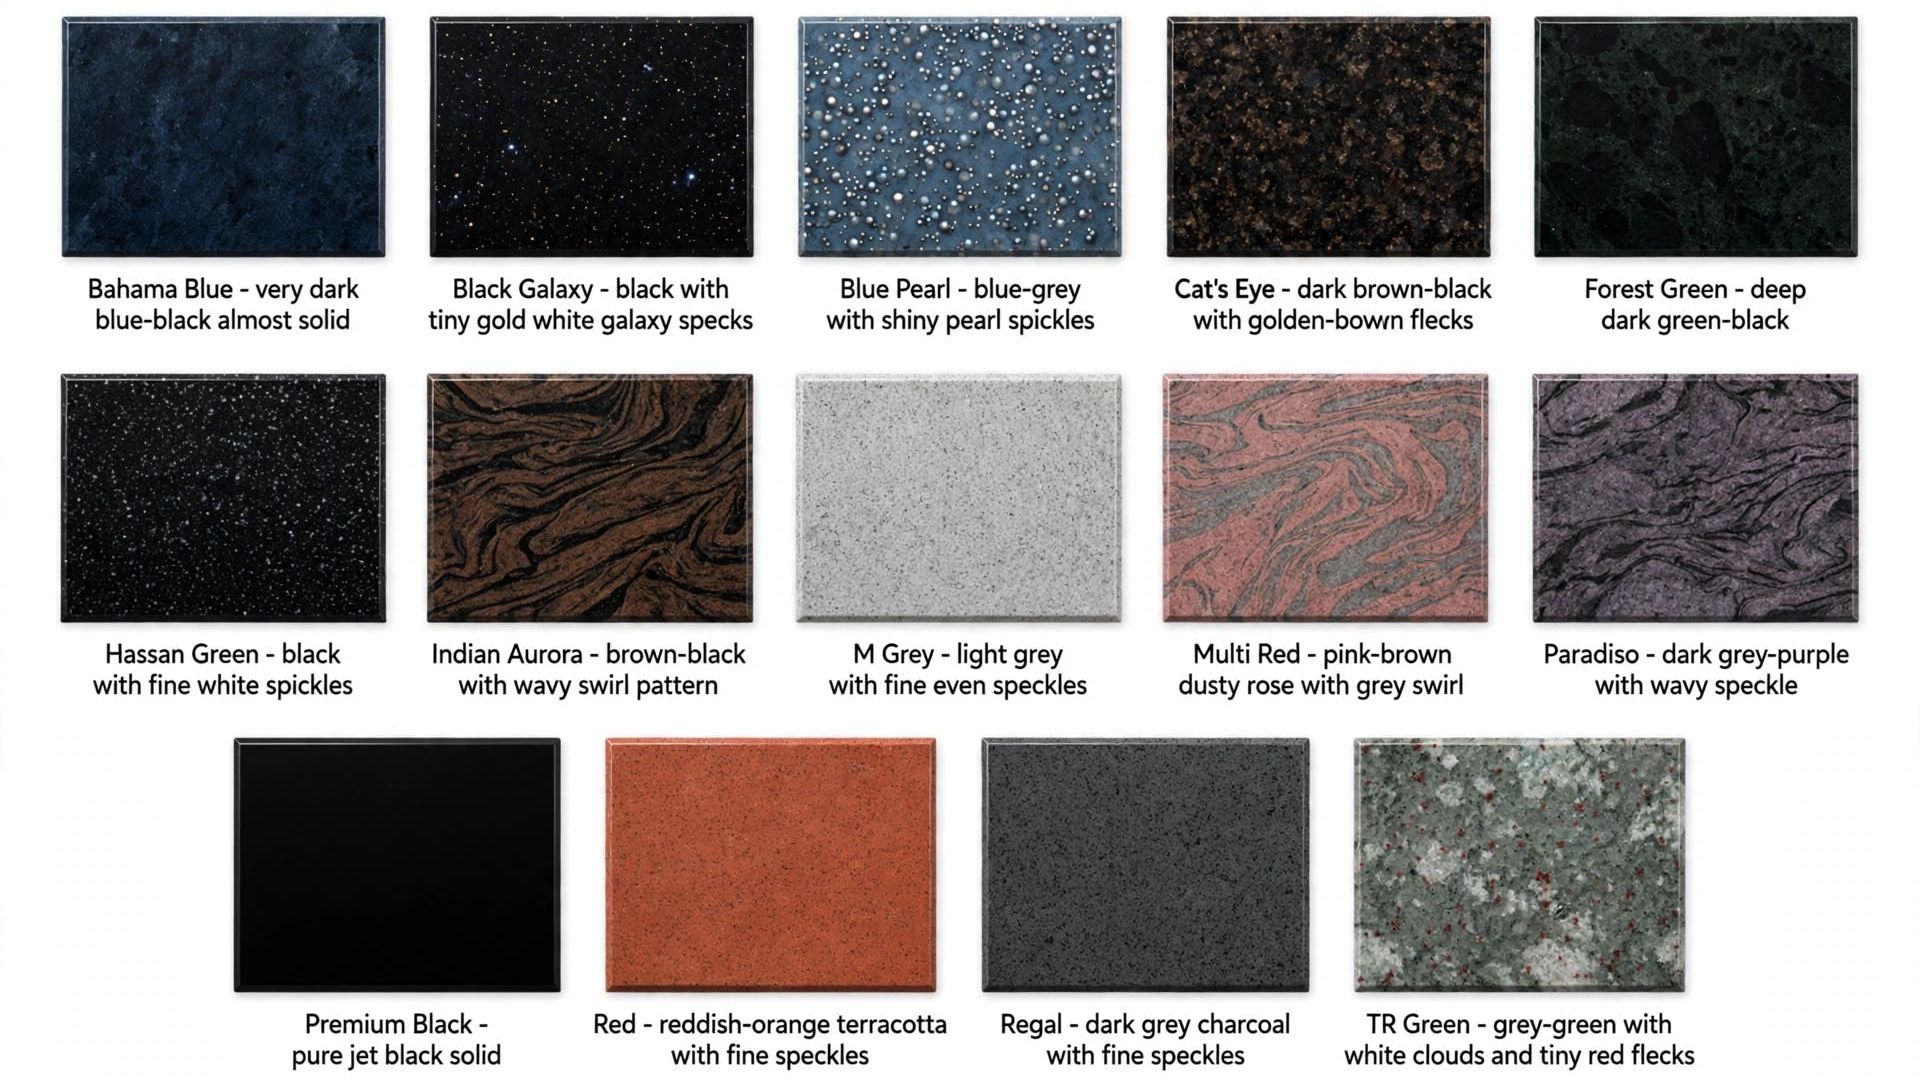 Bahama Blue - very dark
blue-black almost solid
Black Galaxy - black with
tiny gold white galaxy specks
Blue Pearl - blue-grey
with shiny pearl spickles
Cat's Eye - dark brown-black
with golden-bown flecks
Forest Green - deep
dark green-black
Hassan Green - black
with fine white spickles
Indian Aurora - brown-black
with wavy swirl pattern
M Grey - light grey
with fine even speckles
Multi Red - pink-brown
dusty rose with grey swirl
Paradiso - dark grey-purple
with wavy speckle
Premium Black -
pure jet black solid
Red - reddish-orange terracotta
with fine speckles
Regal - dark grey charcoal
with fine speckles
TR Green - grey-green with
white clouds and tiny red flecks